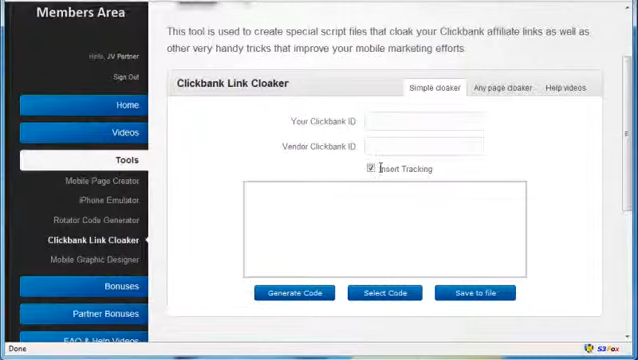 Members Area
Hello, JV Partner
Sign Out
Home
Videos
Tools
Mobile Page Creator
iPhone Emulator
Rotator Code Generator
Clickbank Link Cloaker
Mobile Graphic Designer
Bonuses
Partner Bonuses
FAQ & Help Videos
This tool is used to create special script files that cloak your Clickbank affiliate links as well as
other very handy tricks that improve your mobile marketing efforts.
Clickbank Link Cloaker
Simple cloaker
Any page cloaker
Help videos
Your Clickbank ID
Vendor Clickbank ID
Insert Tracking
Generate Code
Select Code
Save to file
Done
S3Fox